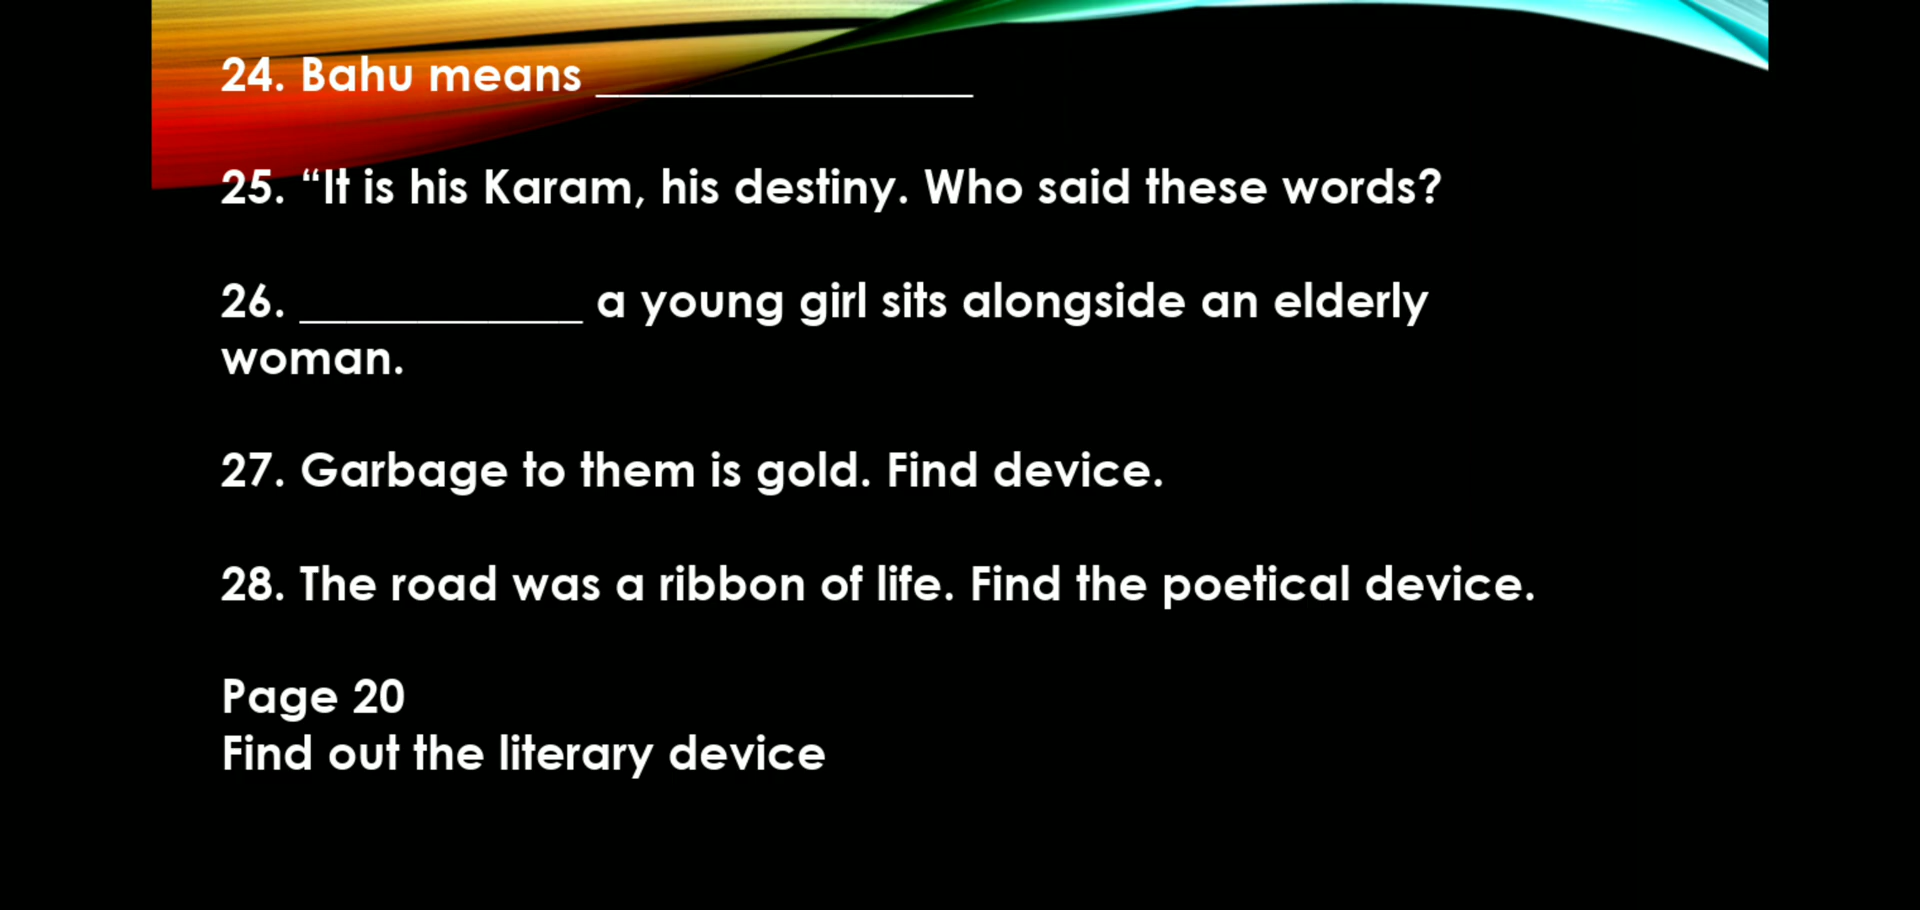 24. Bahu means ________________
25. “It is his Karam, his destiny. Who said these words?
26. ____________ a young girl sits alongside an elderly
woman.
27. Garbage to them is gold. Find device.
28. The road was a ribbon of life. Find the poetical device.
Page 20
Find out the literary device